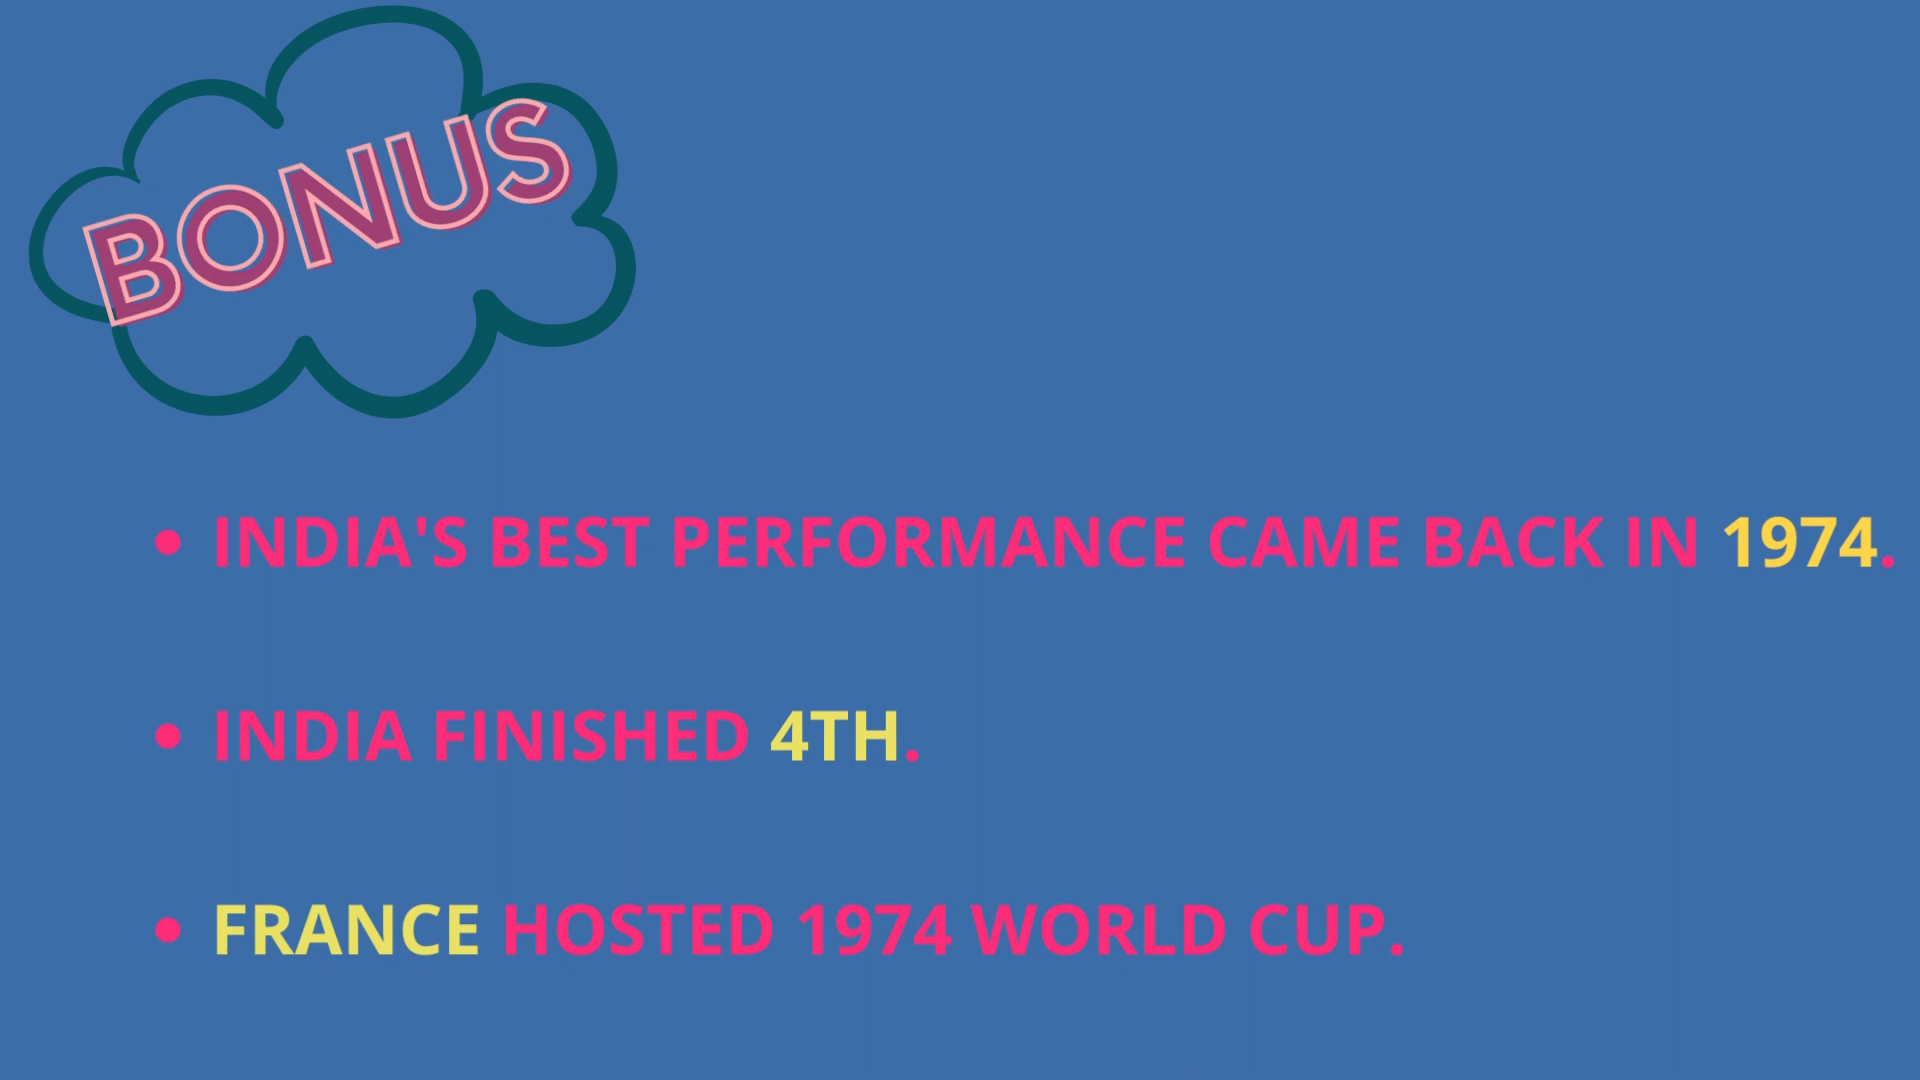 BONUS
• INDIA'S BEST PERFORMANCE CAME BACK IN 1974.
• INDIA FINISHED 4TH.
• FRANCE HOSTED 1974 WORLD CUP.